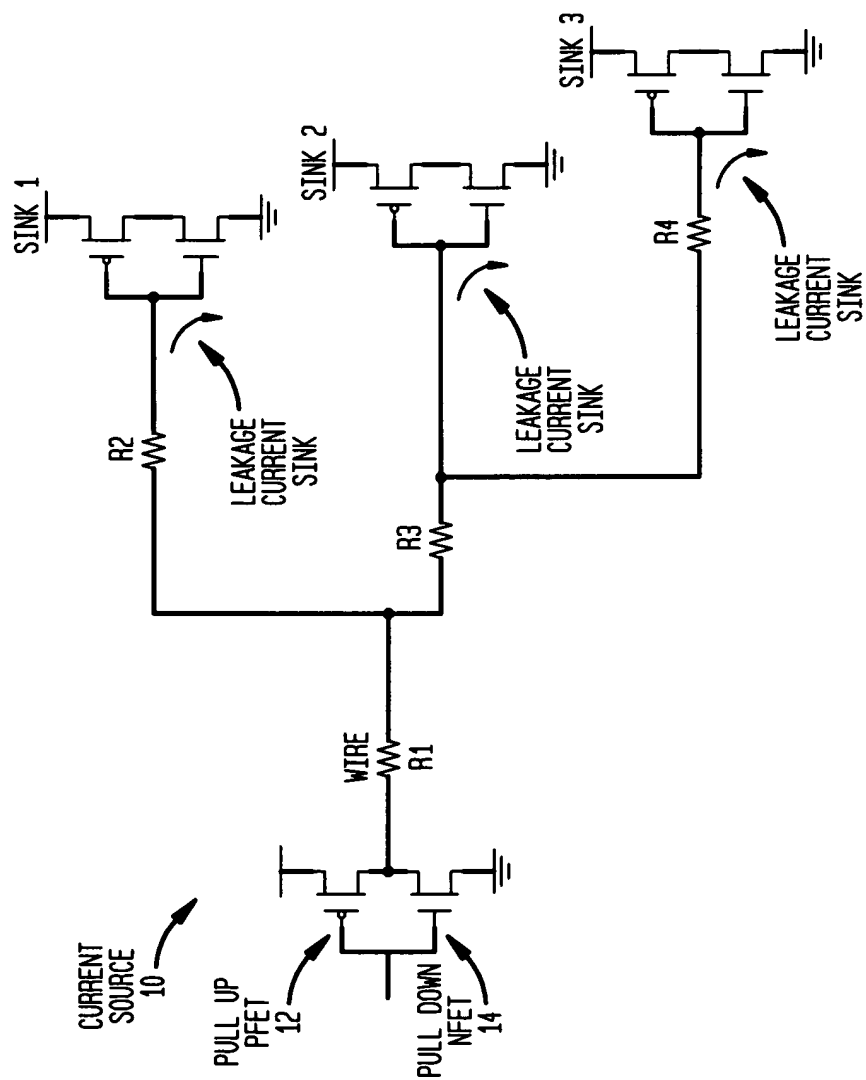 CURRENT
SOURCE
10
PULL UP
PFET
12
PULL DOWN
NFET
14
WIRE
R1
R2
R3
R4
SINK 1
SINK 2
SINK 3
LEAKAGE
CURRENT
SINK
LEAKAGE
CURRENT
SINK
LEAKAGE
CURRENT
SINK